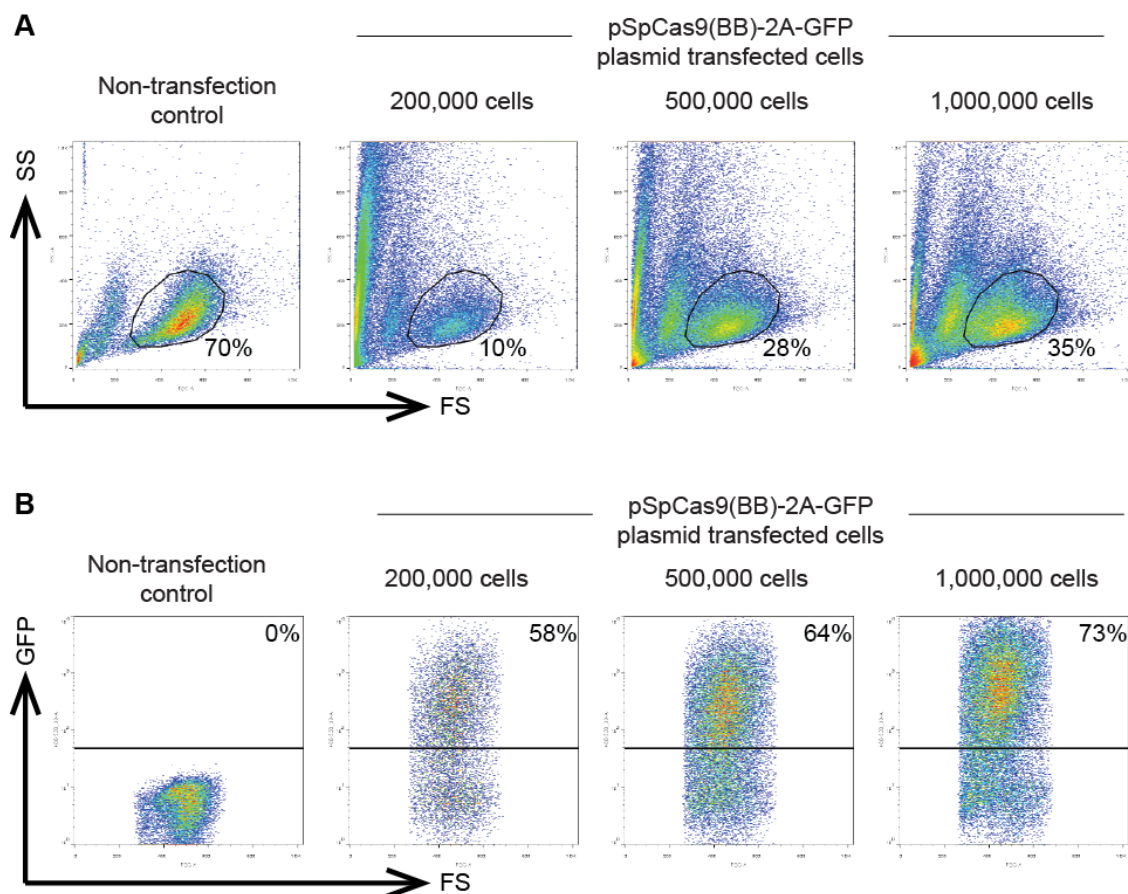 A
pSpCas9(BB)-2A-GFP
plasmid transfected cells
Non-transfection
control
200,000 cells
500,000 cells
1,000,000 cells
SS
70%
10%
28%
35%
FS
B
pSpCas9(BB)-2A-GFP
plasmid transfected cells
Non-transfection
control
200,000 cells
500,000 cells
1,000,000 cells
GFP
0%
58%
64%
73%
FS